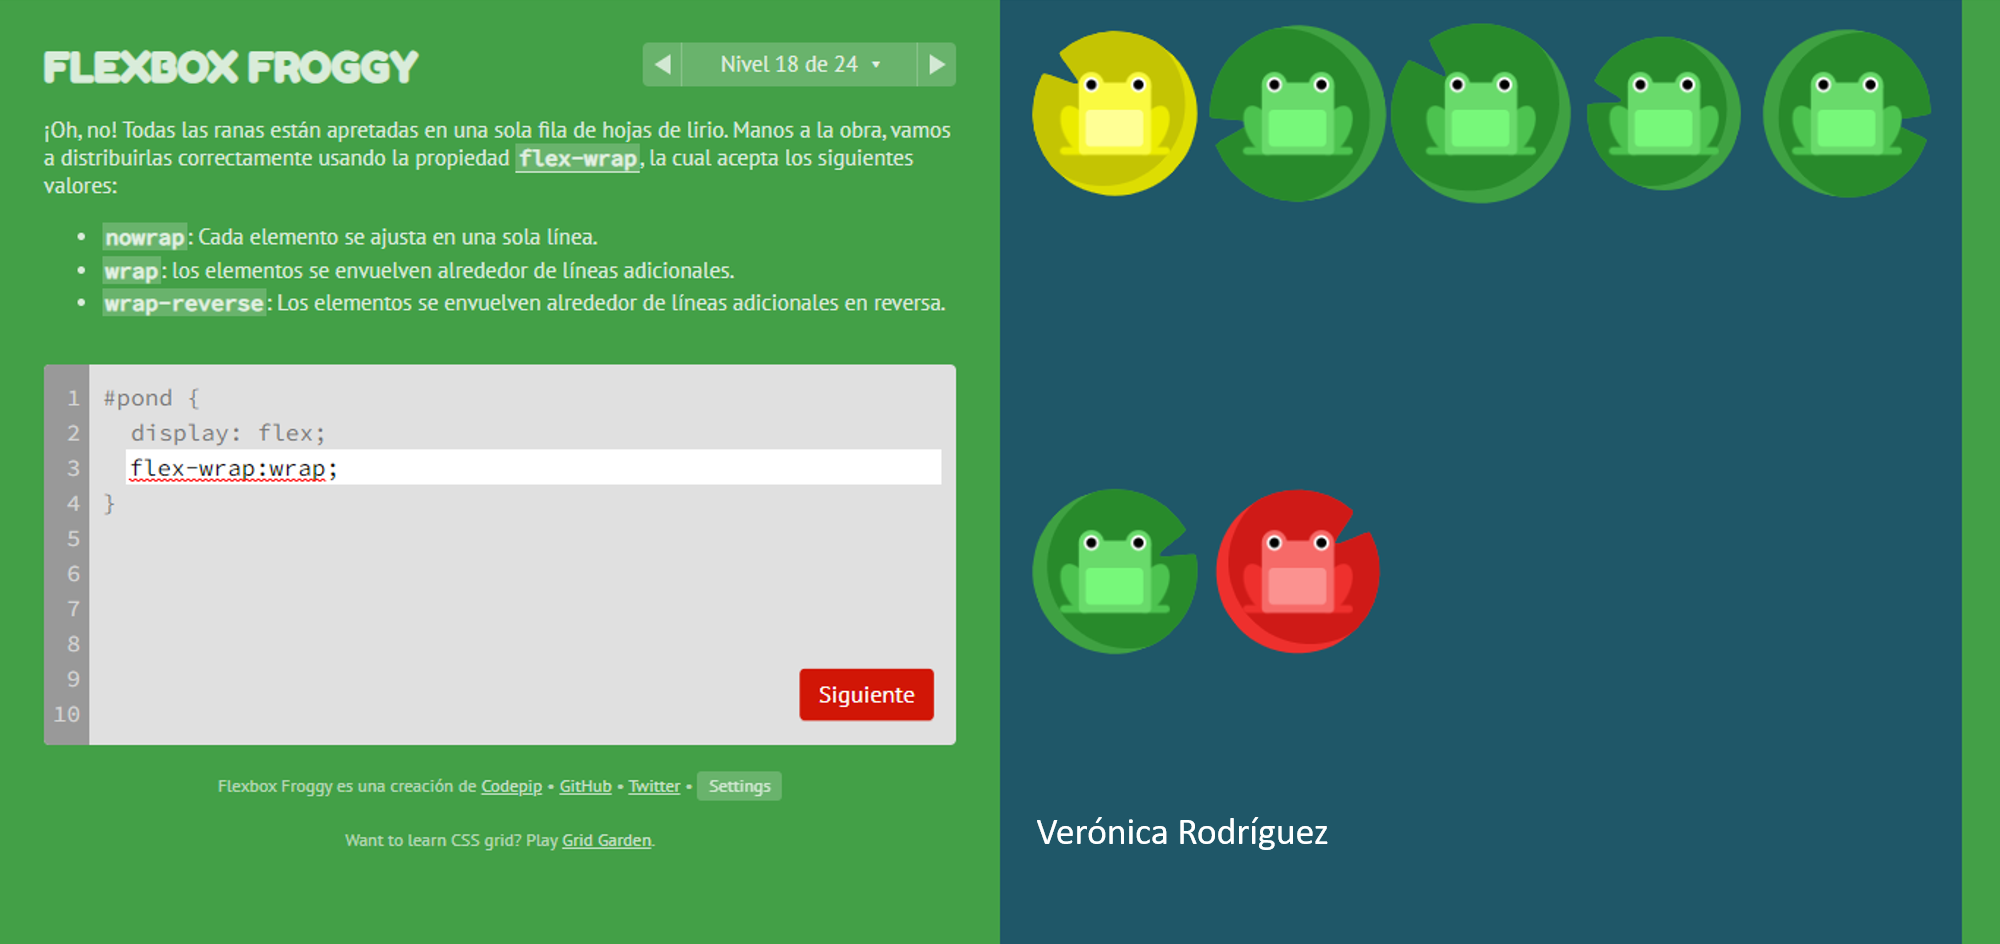 FLEXBOX FROGGY
Nivel 18 de 24
¡Oh, no! Todas las ranas están apretadas en una sola fila de hojas de lirio. Manos a la obra, vamos
a distribuirlas correctamente usando la propiedad flex-wrap, la cual acepta los siguientes
valores:
• nowrap: Cada elemento se ajusta en una sola línea.
• wrap: los elementos se envuelven alrededor de líneas adicionales.
• wrap-reverse: Los elementos se envuelven alrededor de líneas adicionales en reversa.
1 #pond {
2 display: flex;
3 flex-wrap:wrap;
4 }
5
6
7
8
9
10
Siguiente
Flexbox Froggy es una creación de Codepip • GitHub • Twitter • Settings
Want to learn CSS grid? Play Grid Garden.
Verónica Rodríguez